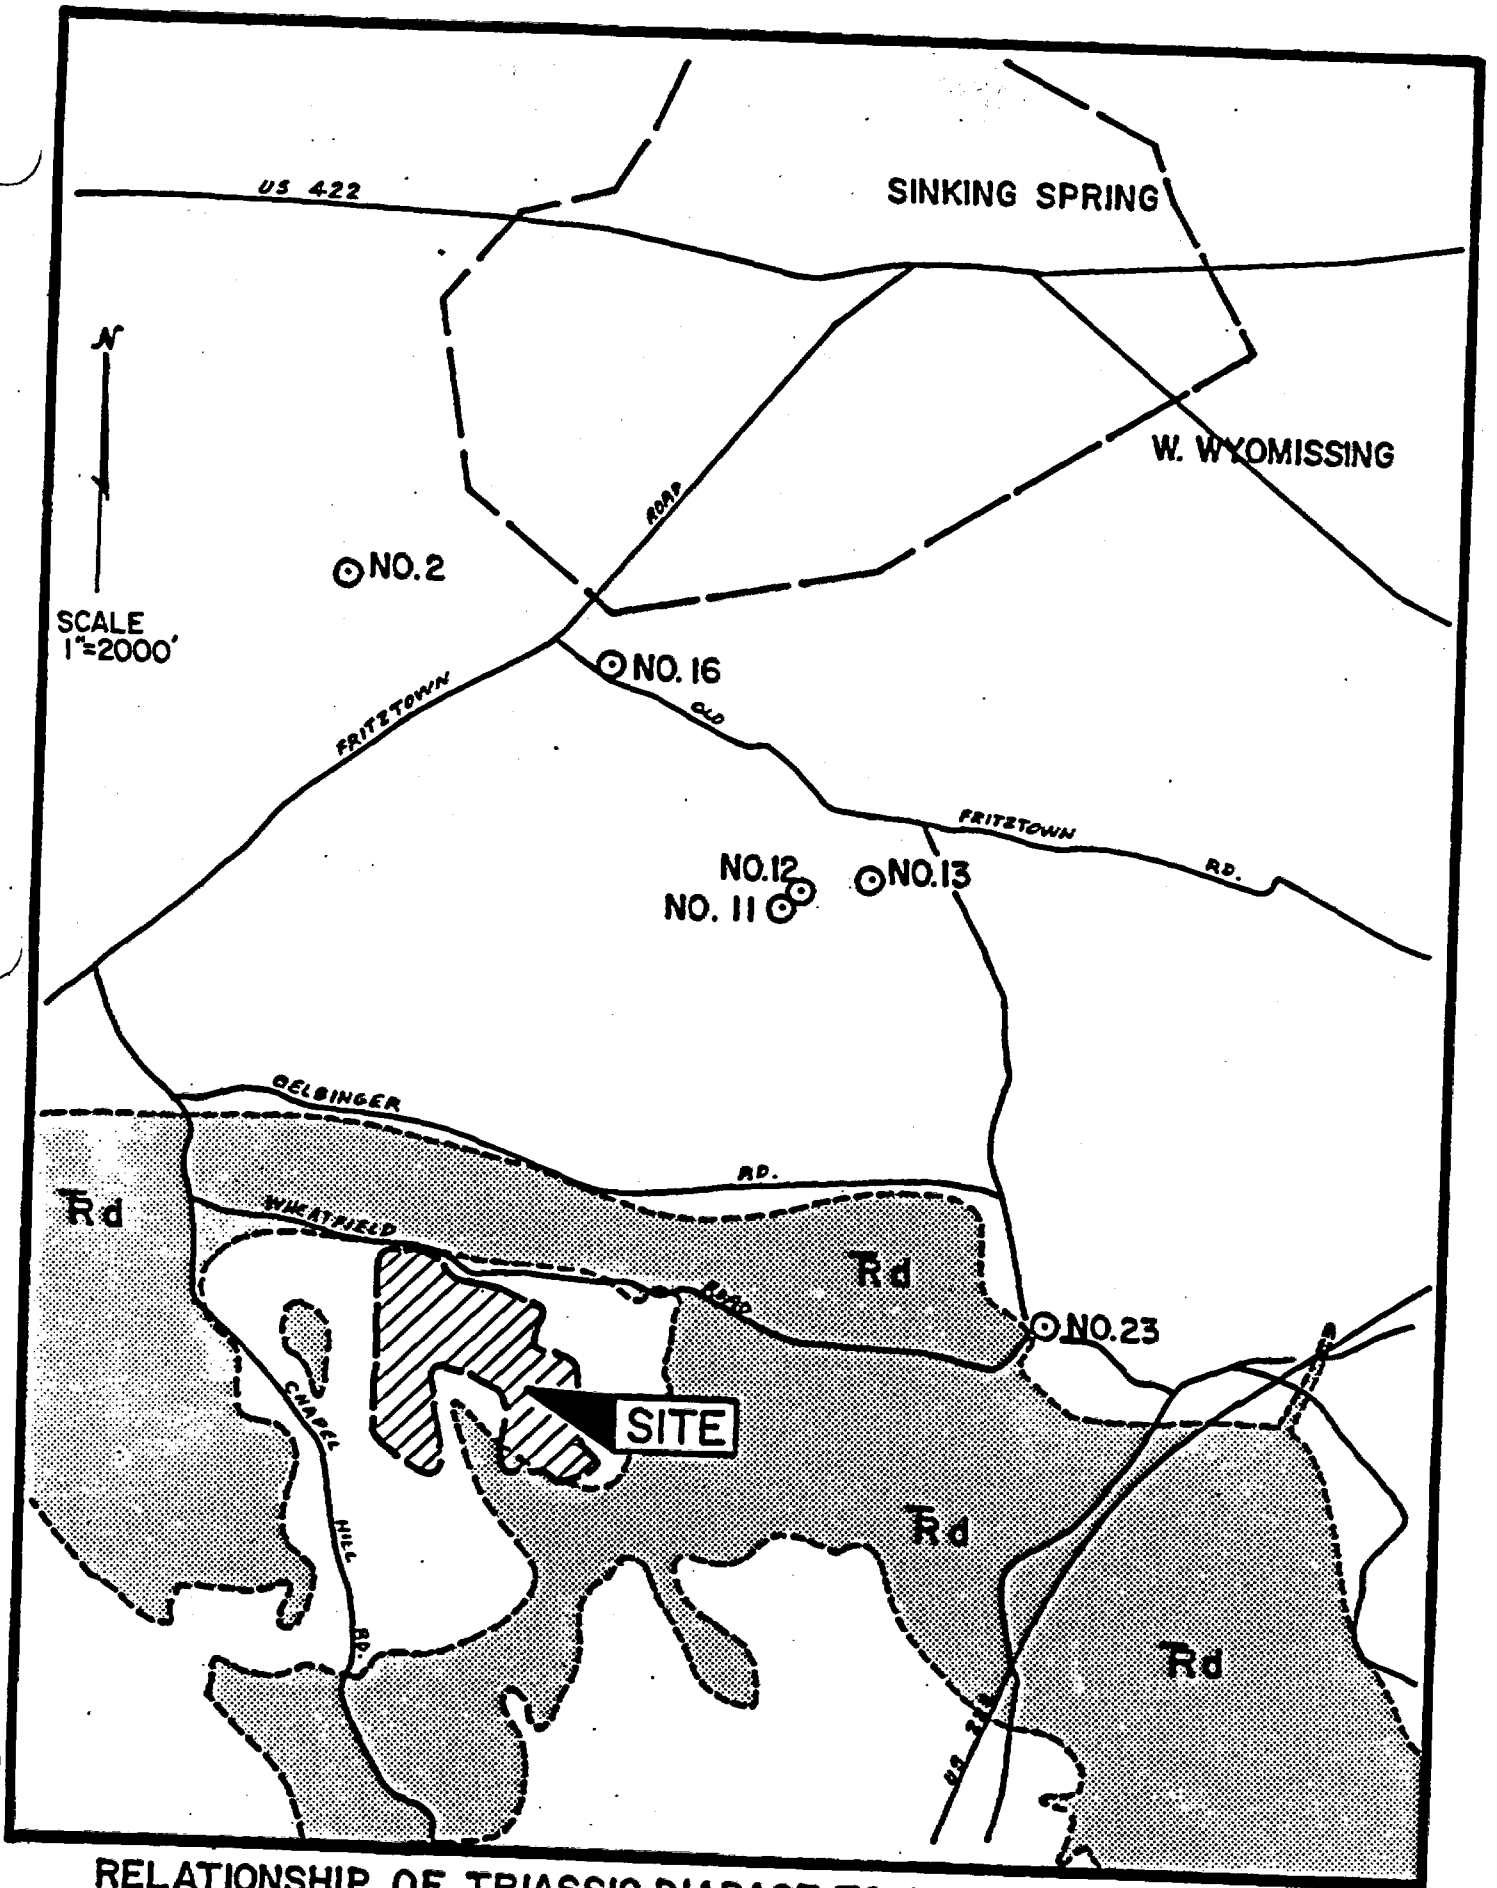 US 422
SINKING SPRING
N
W. WYOMISSING
ROAD
NO. 2
SCALE
1"=2000'
NO. 16
FRITZTOWN
OLD
FRITZTOWN
RD.
NO. 12
NO. 13
NO. 11
OELSINGER
RD.
Rd
WHEATFIELD
Rd
ROAD
NO. 23
CHAPEL
SITE
HILL
Rd
RD.
Rd
US
RELATIONSHIP OF TRIASSIC DIABASE